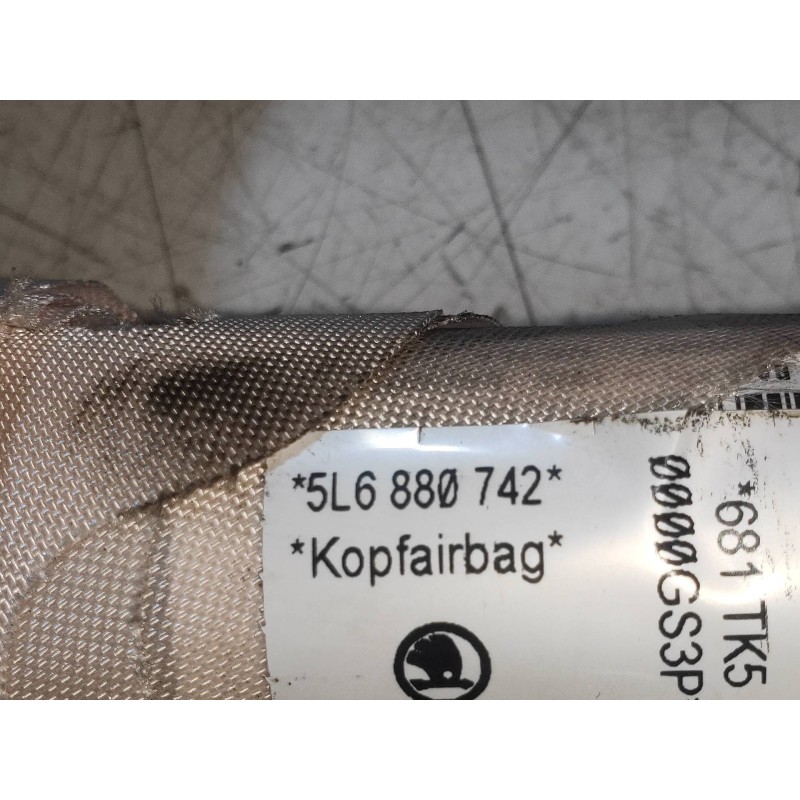 *5L6 880 742*
*Kopfairbag*
*681 TK5
0000GS3P